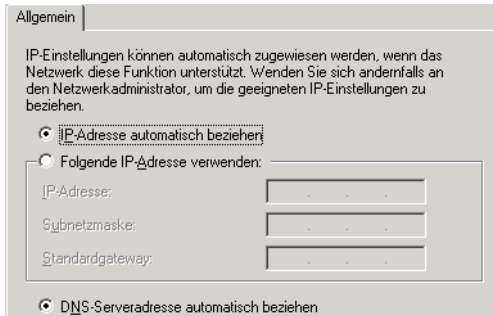 Allgemein
IP-Einstellungen können automatisch zugewiesen werden, wenn das
Netzwerk diese Funktion unterstützt. Wenden Sie sich andernfalls an
den Netzwerkadministrator, um die geeigneten IP-Einstellungen zu
beziehen.
IP-Adresse automatisch beziehen
Folgende IP-Adresse verwenden:
IP-Adresse:
Subnetzmaske:
Standardgateway:
DNS-Serveradresse automatisch beziehen